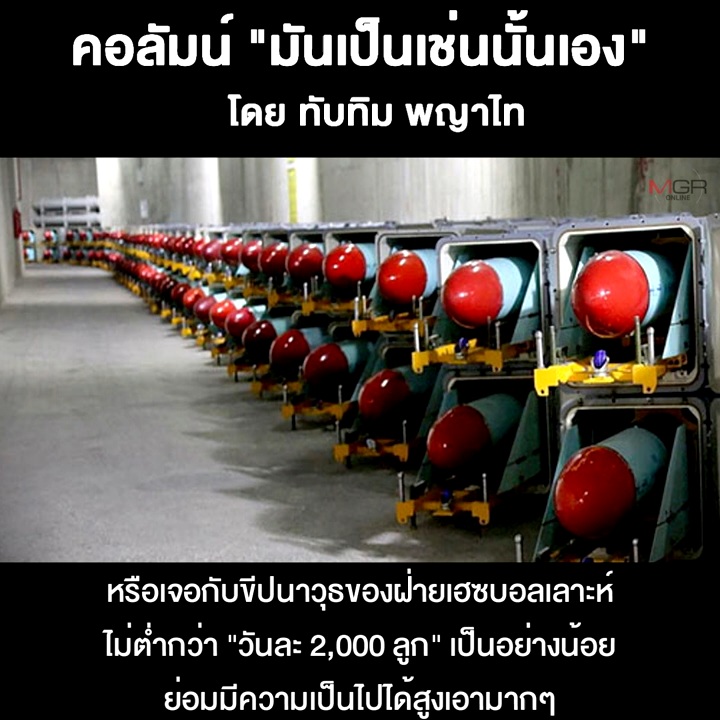 คอลัมน์ "มันเป็นเช่นนั้นเอง"
โดย ทับทิม พญาไท
MGR
ONLINE
หรือเจอกับขีปนาวุธของฝ่ายเฮซบอลเลาะห์
ไม่ต่ำกว่า "วันละ 2,000 ลูก" เป็นอย่างน้อย
ย่อมมีความเป็นไปได้สูงเอามากๆ